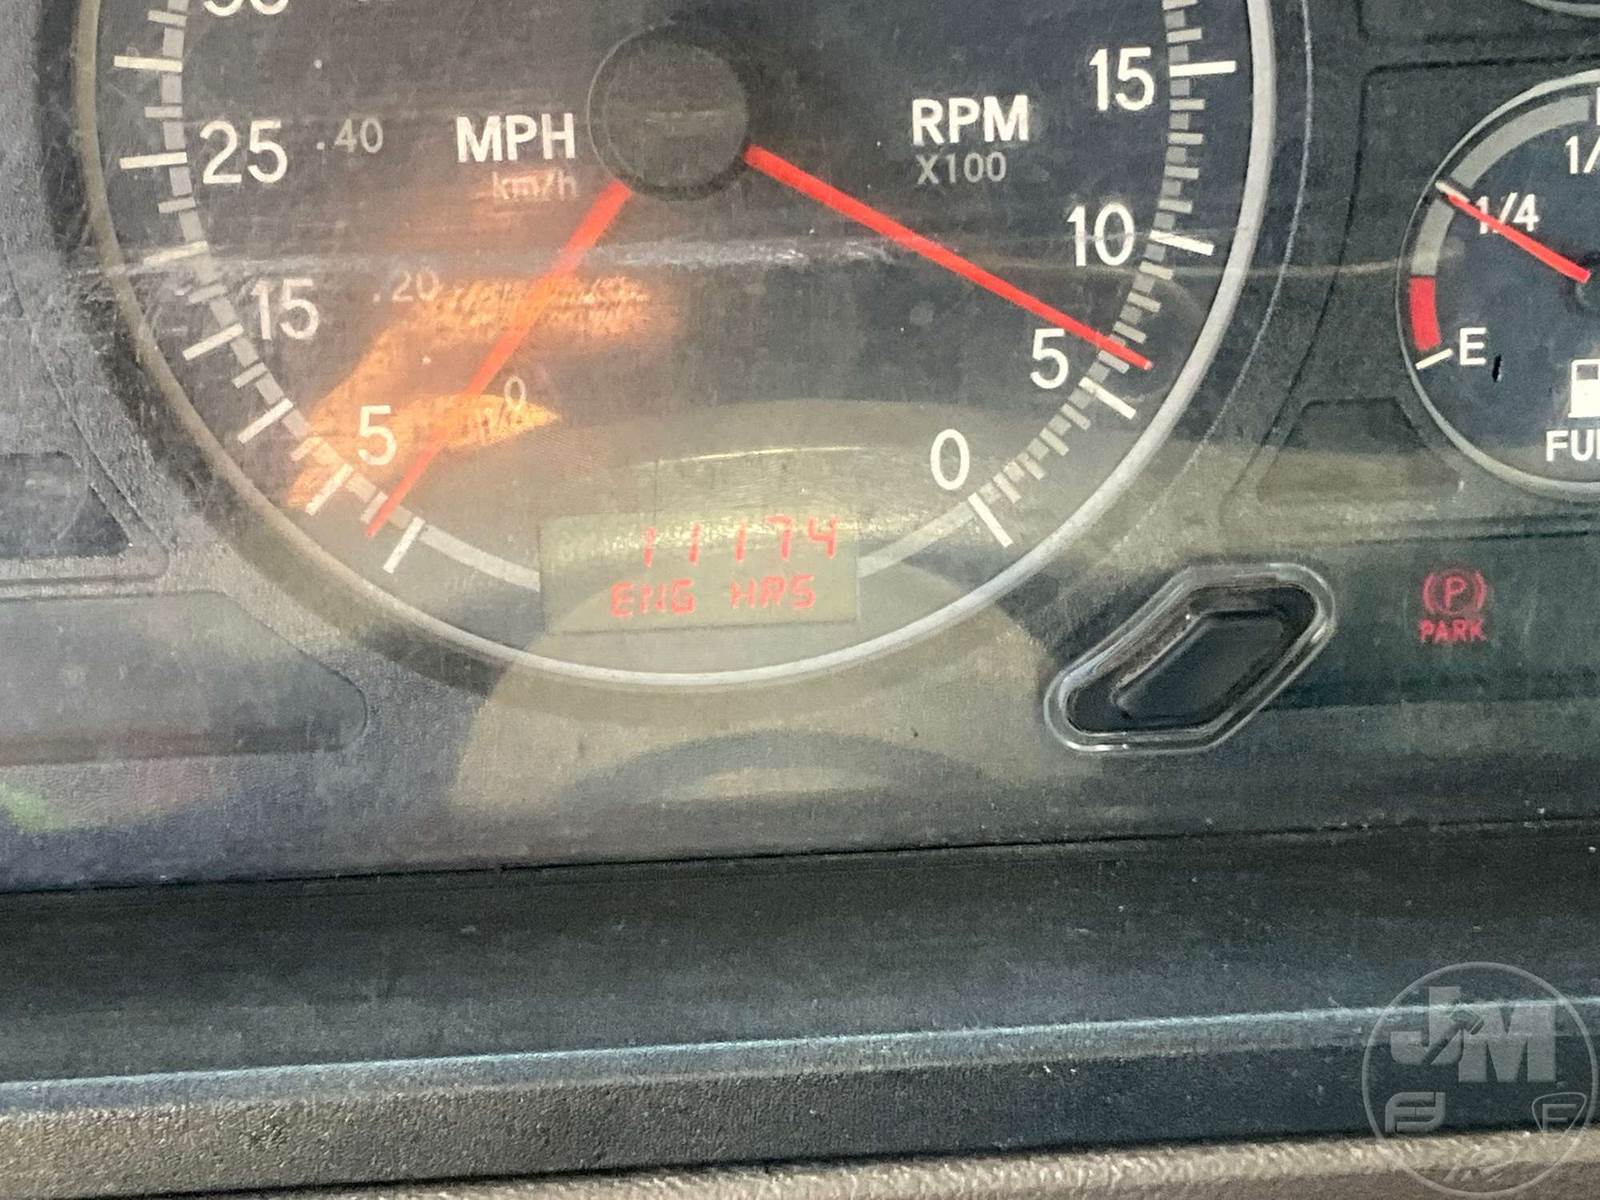 25
.40
MPH
km/h
RPM
X100
15
10
15
.20
5
0
5
0
11174
ENG HRS
1/4
E
(P)
PARK
J&M